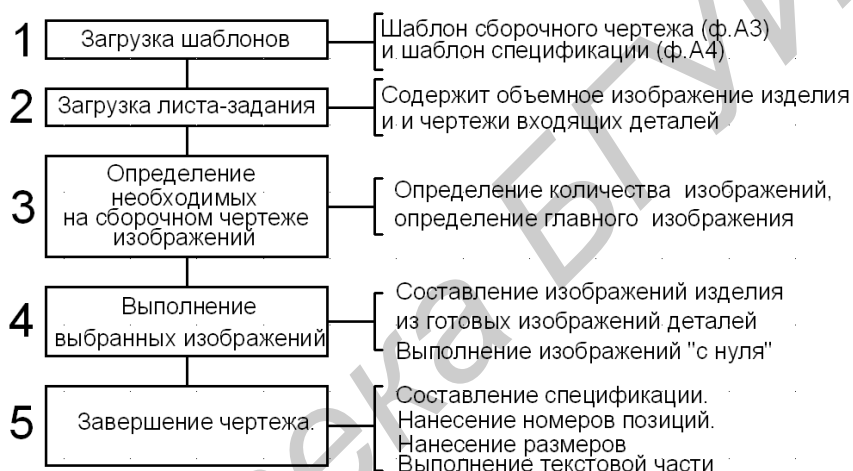 1
Загрузка шаблонов
Шаблон сборочного чертежа (ф.А3)
и шаблон спецификации (ф.А4)
2
Загрузка листа-задания
Содержит объемное изображение изделия
и и чертежи входящих деталей
3
Определение
необходимых
на сборочном чертеже
изображений
Определение количества изображений,
определение главного изображения
4
Выполнение
выбранных изображений
Составление изображений изделия
из готовых изображений деталей
Выполнение изображений "с нуля"
5
Завершение чертежа.
Составление спецификации.
Нанесение номеров позиций.
Нанесение размеров
Выполнение текстовой части